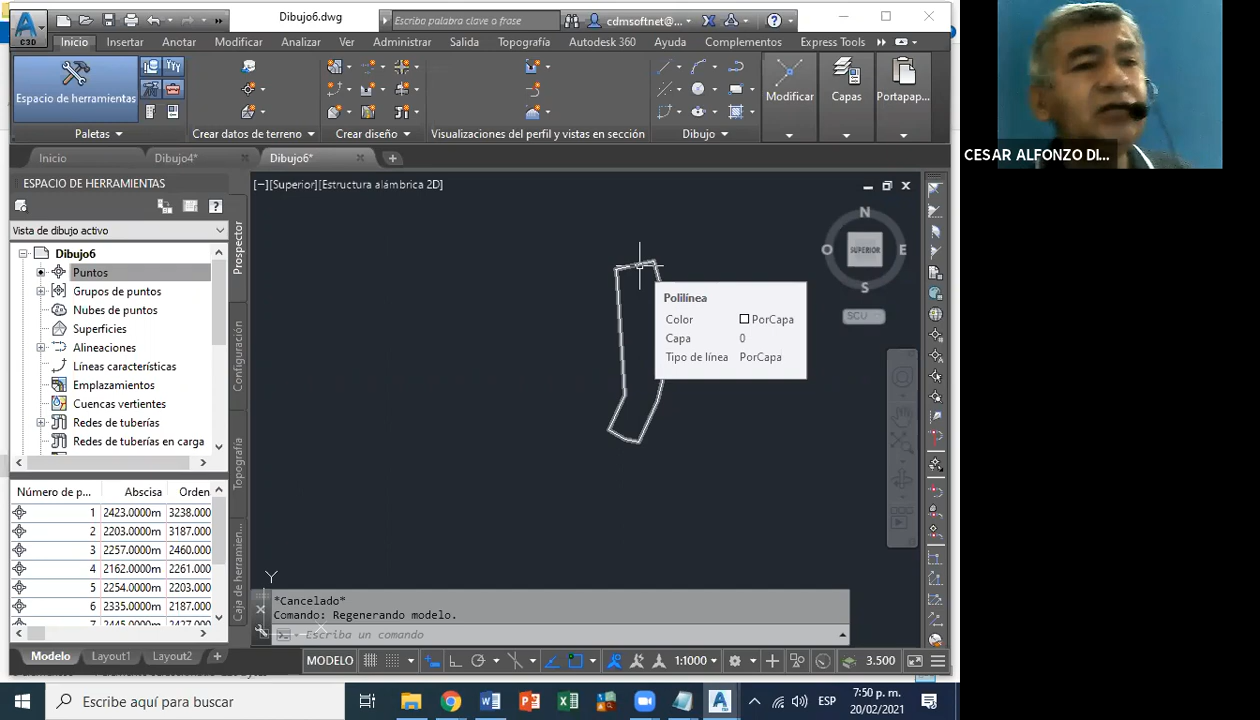 C3D
Dibujo6.dwg
Escriba palabra clave o frase
cdmsoftnet@...
Inicio
Insertar
Anotar
Modificar
Analizar
Ver
Administrar
Salida
Topografía
Autodesk 360
Ayuda
Complementos
Express Tools
Espacio de herramientas
Modificar
Capas
Portapap...
Paletas
Crear datos de terreno
Crear diseño
Visualizaciones del perfil y vistas en sección
Dibujo
CESAR ALFONZO DI...
Inicio
Dibujo4*
Dibujo6*
ESPACIO DE HERRAMIENTAS
[−][Superior][Estructura alámbrica 2D]
Vista de dibujo activo
Dibujo6
Puntos
Grupos de puntos
Nubes de puntos
Superficies
Alineaciones
Líneas características
Emplazamientos
Cuencas vertientes
Redes de tuberías
Redes de tuberías en carga
Prospector
Configuración
Topografía
Caja de herramien...
N
O
SUPERIOR
E
S
SCU
Polilínea
Color PorCapa
Capa 0
Tipo de línea PorCapa
Número de p... Abscisa Orden
1 2423.0000m 3238.000
2 2203.0000m 3187.000
3 2257.0000m 2460.000
4 2162.0000m 2261.000
5 2254.0000m 2203.000
6 2335.0000m 2187.000
7 2445.0000m 2427.000
Y
X
*Cancelado*
Comando: Regenerando modelo.
Escriba un comando
Modelo
Layout1
Layout2
MODELO
1:1000
3.500
Escribe aquí para buscar
ESP
7:50 p. m.
20/02/2021